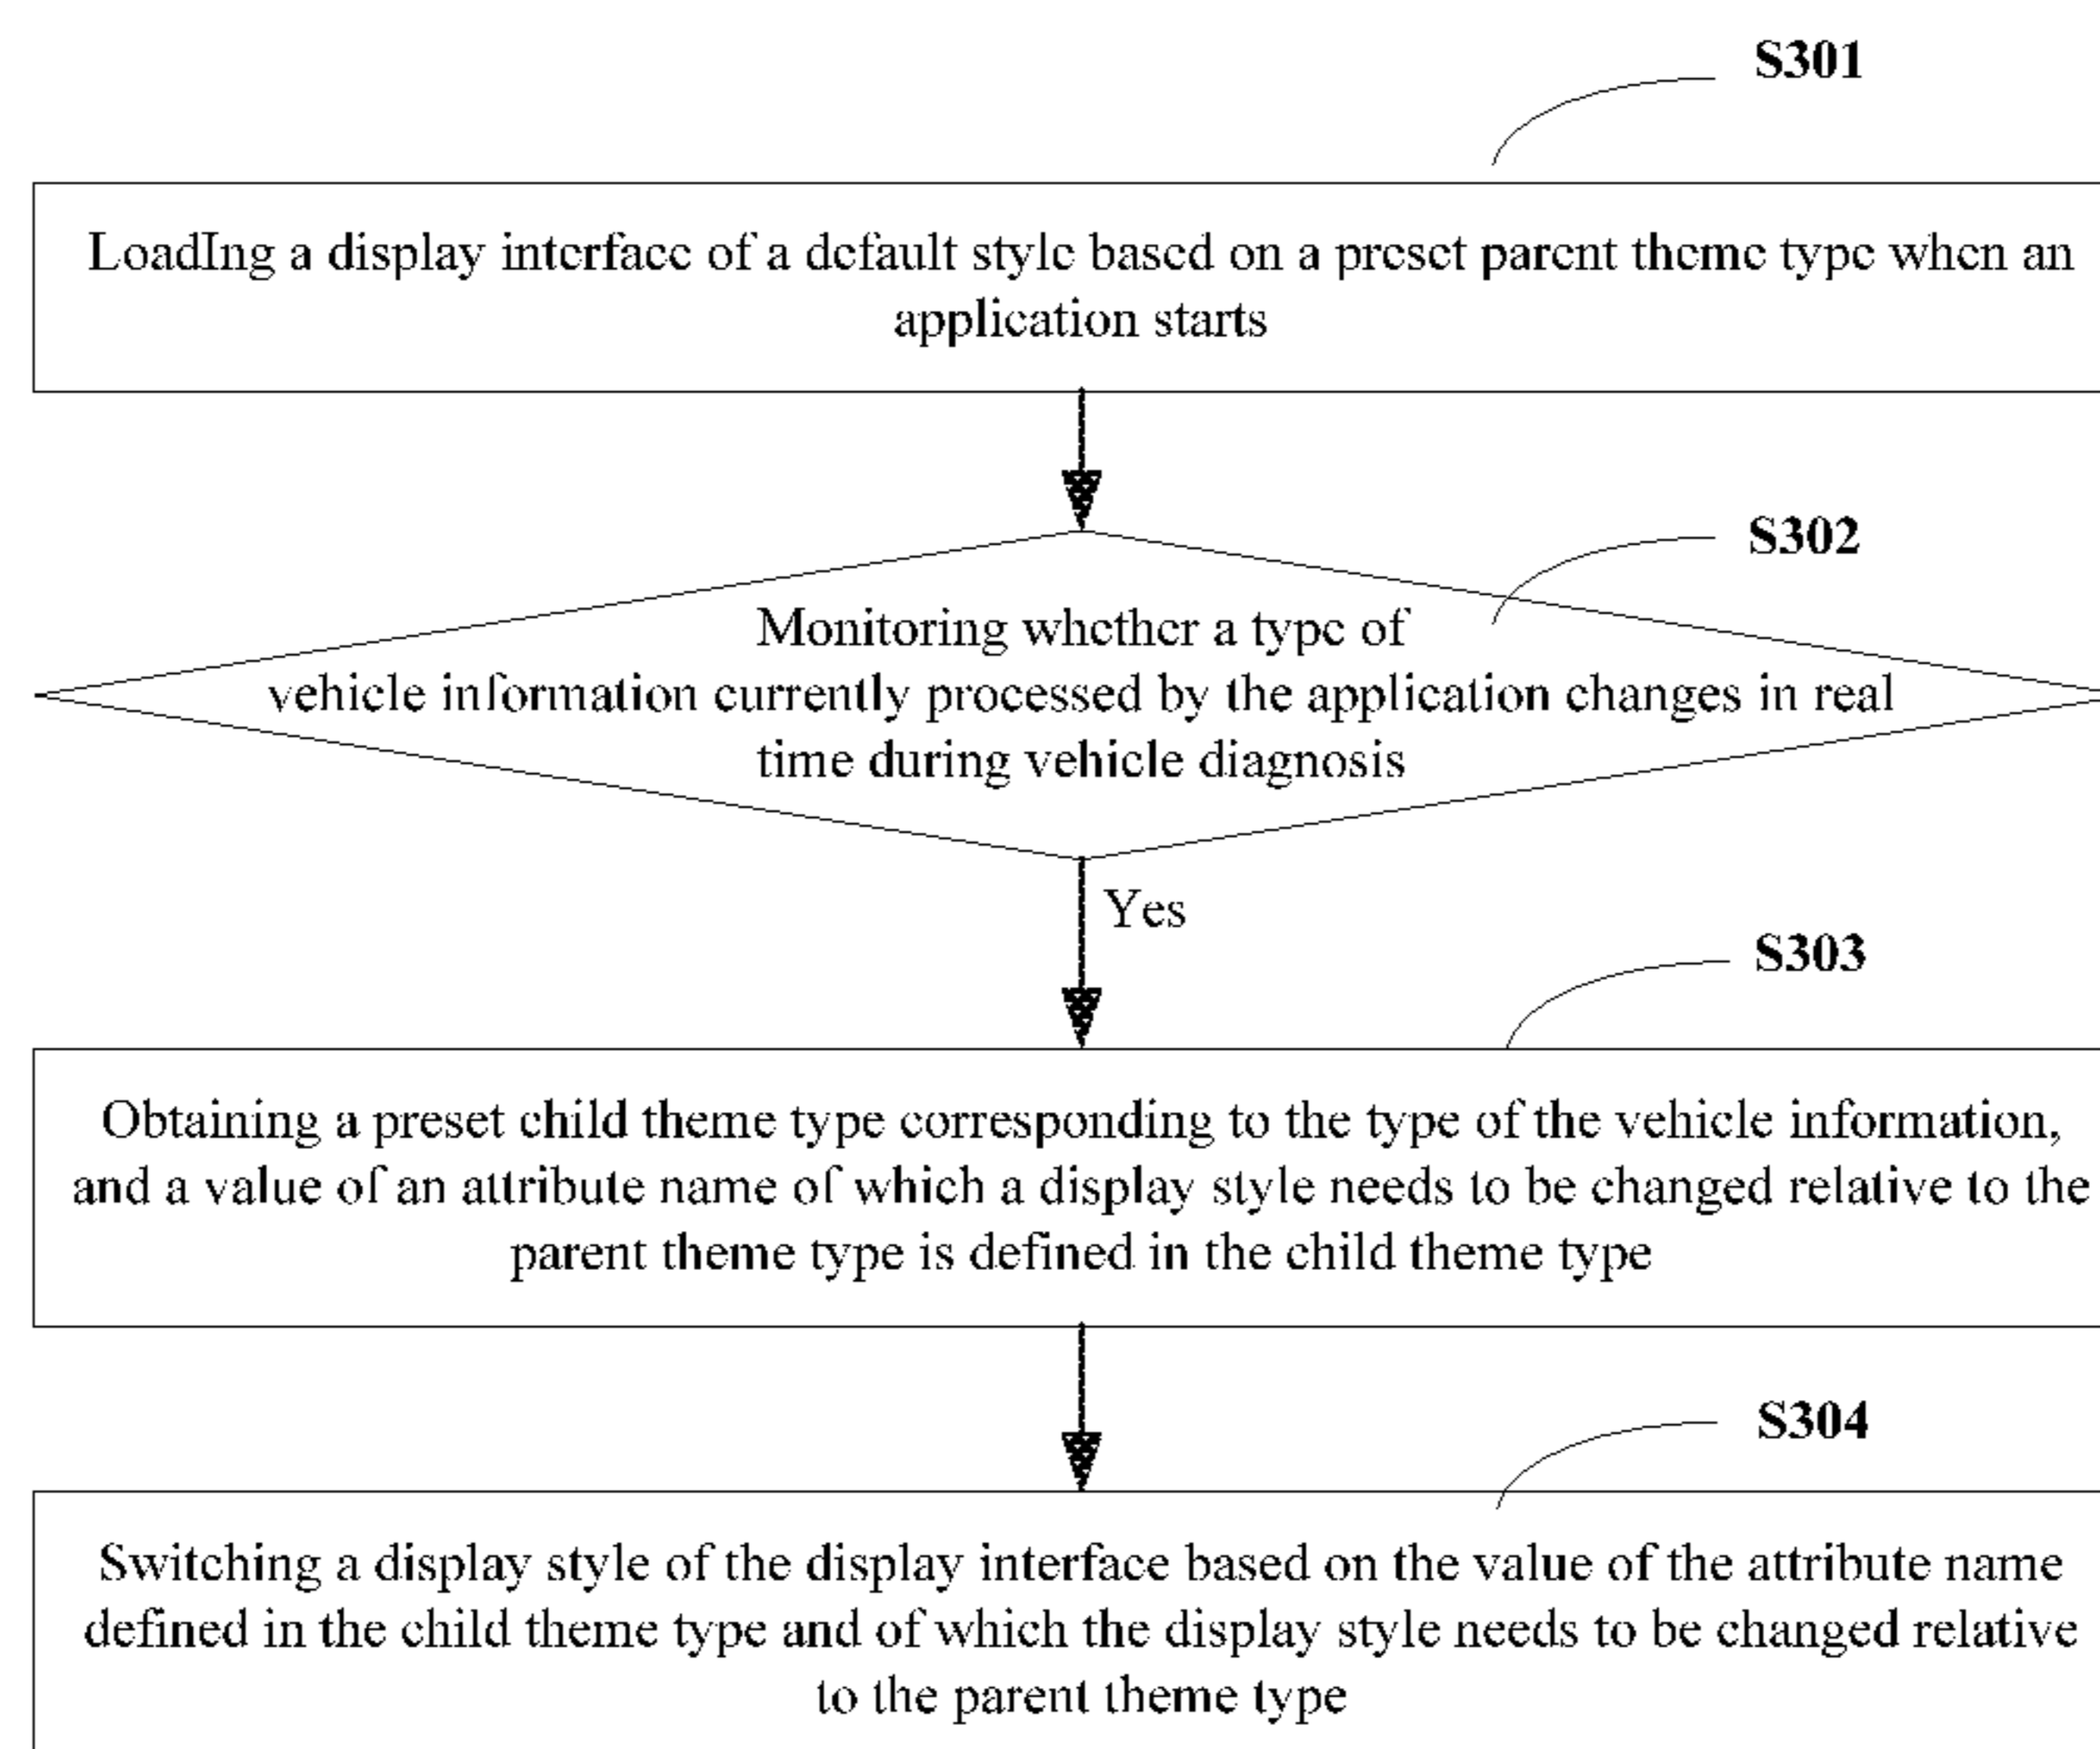 S301
LoadIng a display interface of a default style based on a preset parent theme type when an
application starts
S302
Monitoring whether a type of
vehicle information currently processed by the application changes in real
time during vehicle diagnosis
Yes
S303
Obtaining a preset child theme type corresponding to the type of the vehicle information,
and a value of an attribute name of which a display style needs to be changed relative to the
parent theme type is defined in the child theme type
S304
Switching a display style of the display interface based on the value of the attribute name
defined in the child theme type and of which the display style needs to be changed relative
to the parent theme type